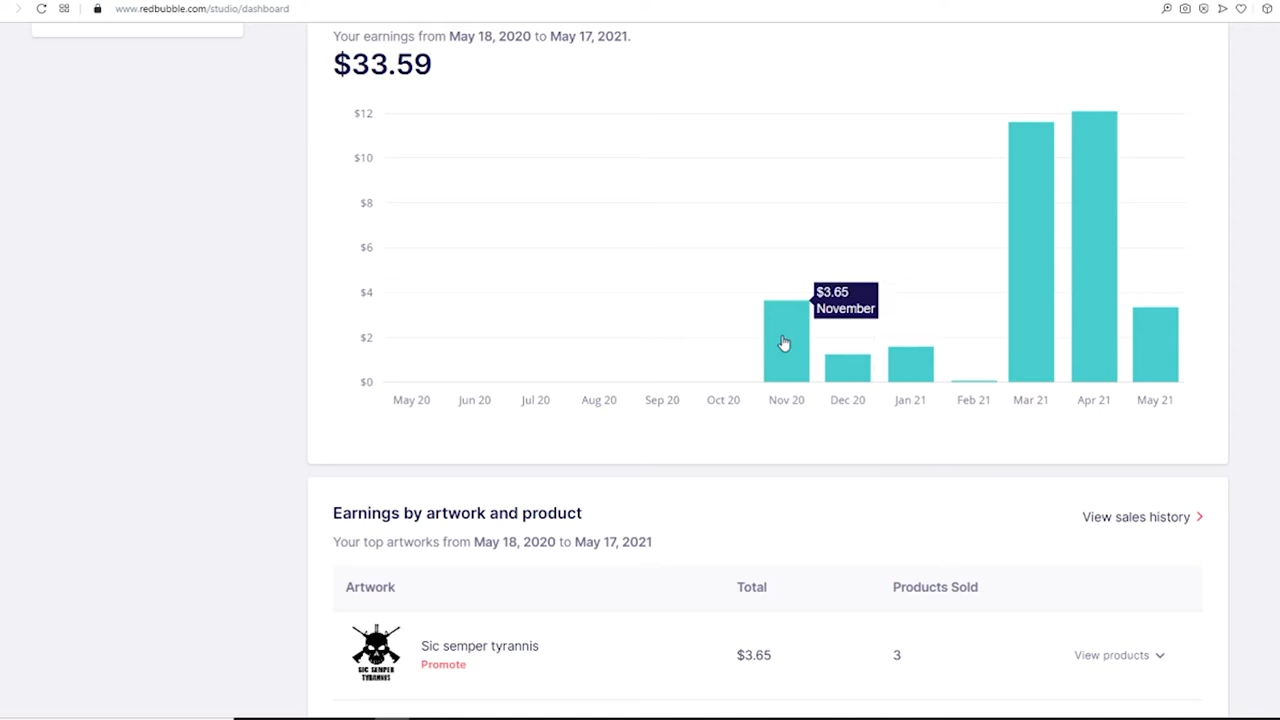 www.redbubble.com/studio/dashboard
Your earnings from May 18, 2020 to May 17, 2021.
$33.59
$12
$10
$8
$6
$4
$2
$0
$3.65
November
May 20 Jun 20 Jul 20 Aug 20 Sep 20 Oct 20 Nov 20 Dec 20 Jan 21 Feb 21 Mar 21 Apr 21 May 21
Earnings by artwork and product
View sales history
Your top artworks from May 18, 2020 to May 17, 2021
Artwork Total Products Sold
SIC SEMPER
TYRANNIS
Sic semper tyrannis
Promote
$3.65 3 View products